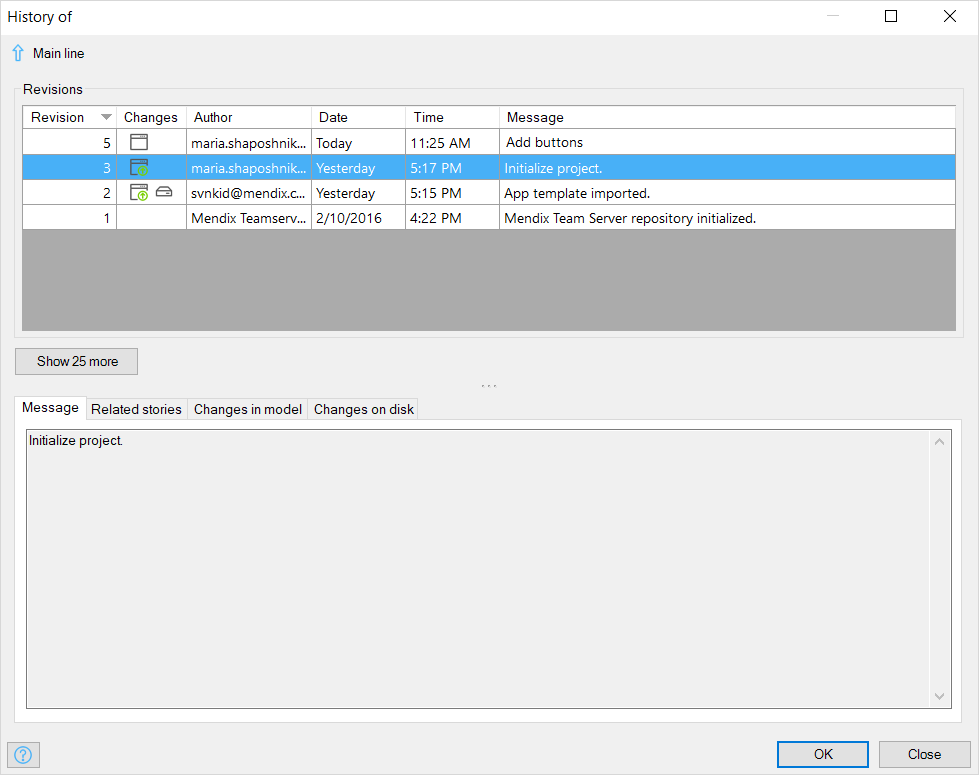 History of
Main line
Revisions
Revision Changes Author Date Time Message
5 maria.shaposhnik... Today 11:25 AM Add buttons
3 maria.shaposhnik... Yesterday 5:17 PM Initialize project.
2 svnkid@mendix.c... Yesterday 5:15 PM App template imported.
1 Mendix Teamserv... 2/10/2016 4:22 PM Mendix Team Server repository initialized.
Show 25 more
...
Message Related stories Changes in model Changes on disk
Initialize project.
? OK Close